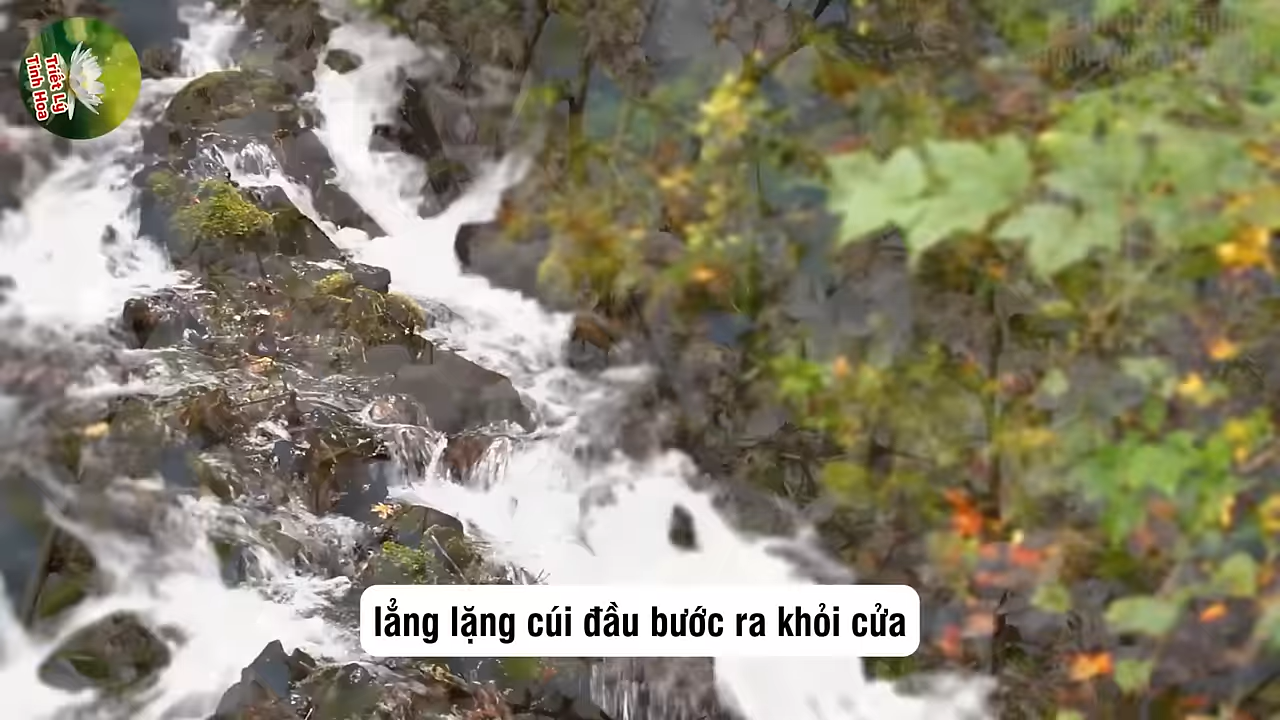 Triết Lý
Tinh Hoa
lẳng lặng cúi đầu bước ra khỏi cửa